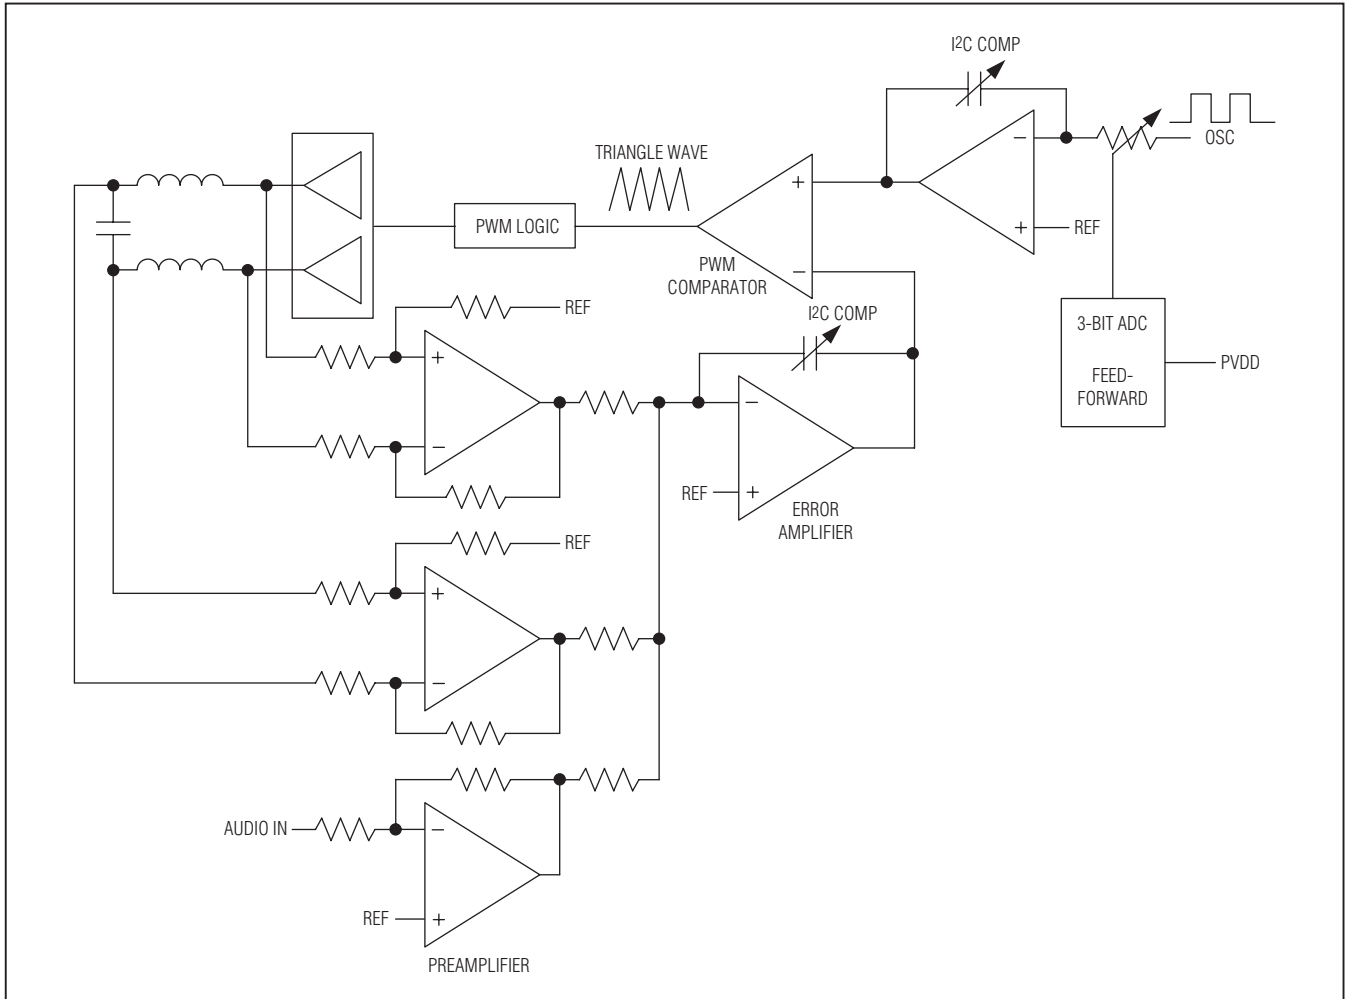 I²C COMP
OSC
TRIANGLE WAVE
+
−
PWM LOGIC
+
REF
PWM
COMPARATOR
−
I²C COMP
3-BIT ADC
FEED-
FORWARD
PVDD
REF
+
−
−
REF
+
ERROR
AMPLIFIER
REF
+
−
AUDIO IN
−
REF
+
PREAMPLIFIER